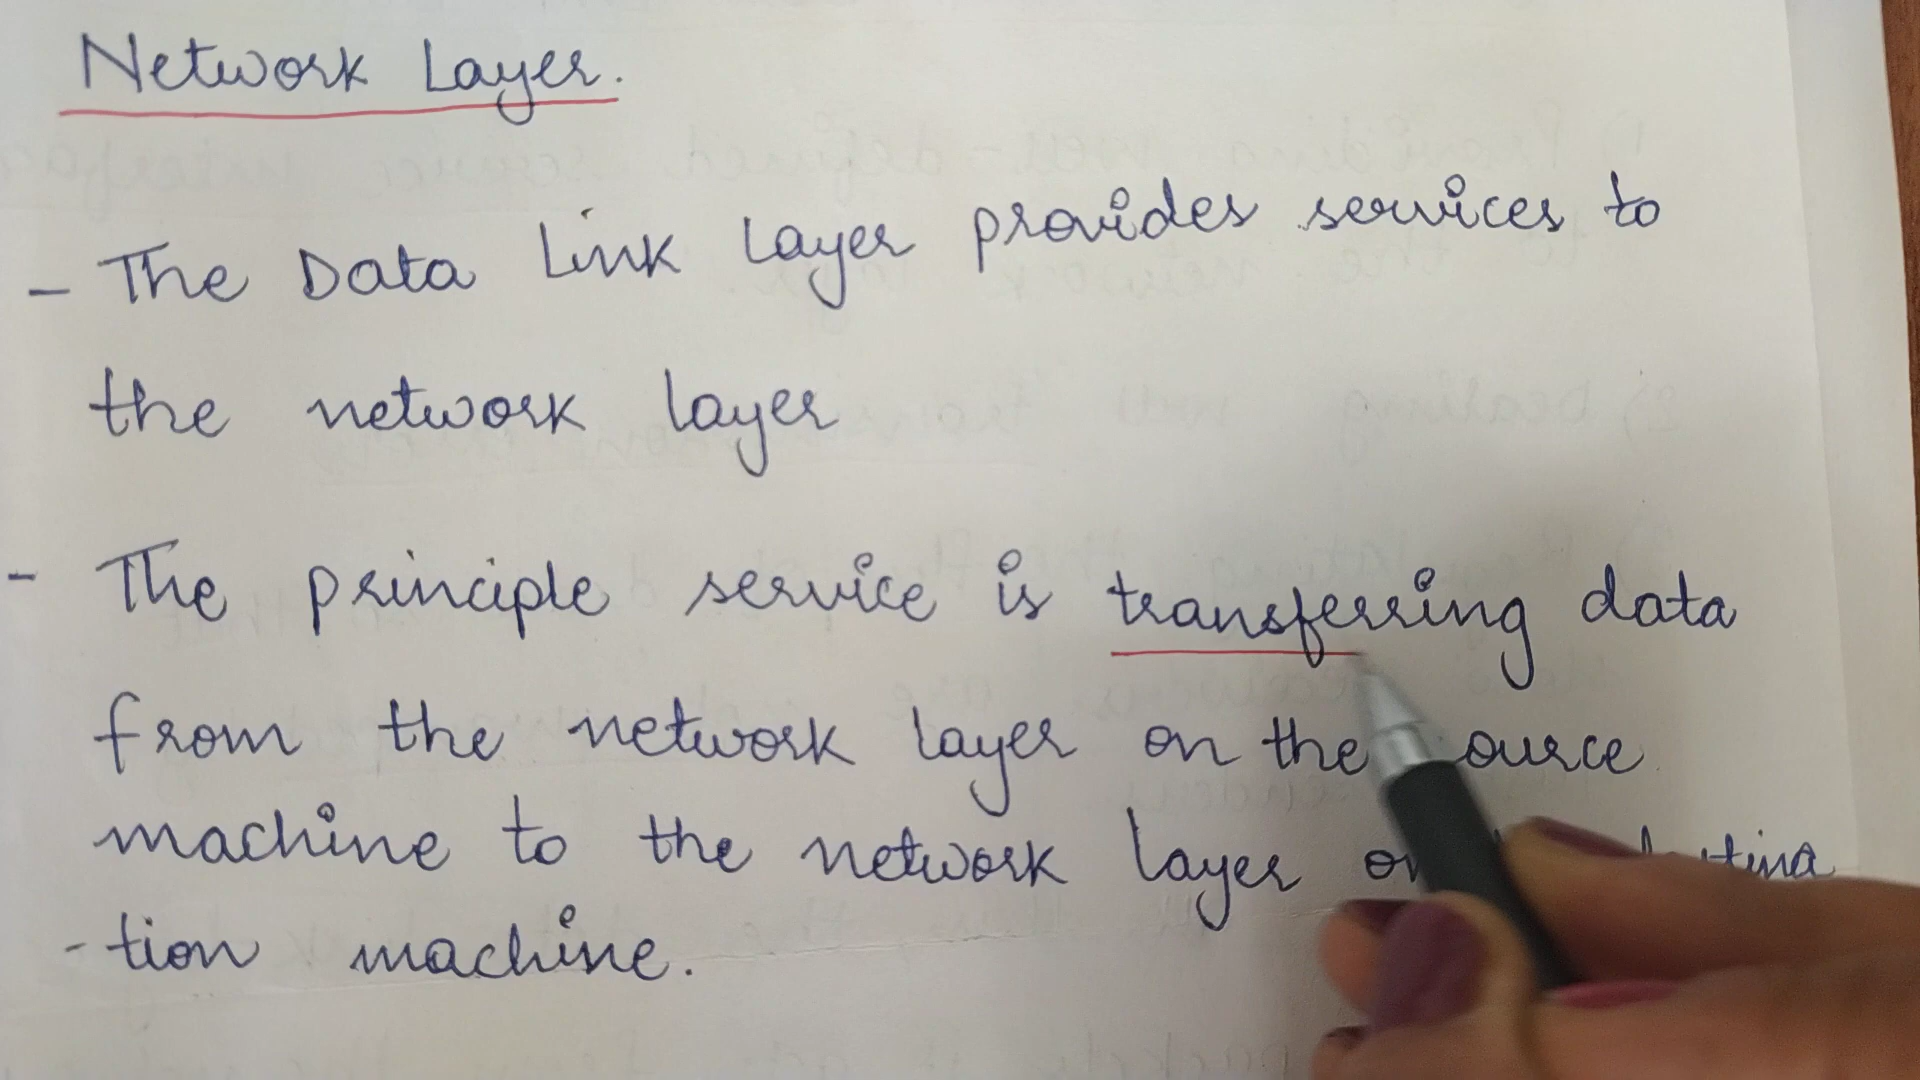 Network Layer.
- The Data Link Layer provides services to
the network layer
- The principle service is transferring data
from the network layer on the ource
machine to the network layer
-tion machine.